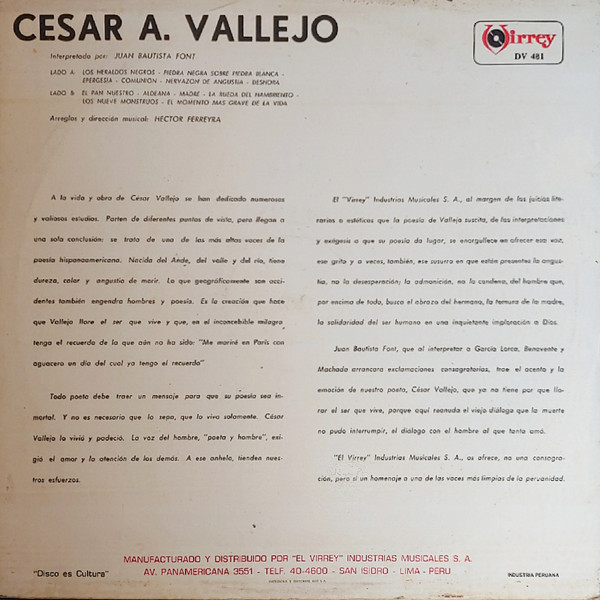 CESAR A. VALLEJO
Virrey
DV 481
Interpretado por: JUAN BAUTISTA FONT
LADO A: LOS HERALDOS NEGROS - PIEDRA NEGRA SOBRE PIEDRA BLANCA -
EPERGESIA - COMUNION - NERVAZON DE ANGUSTIA - DESHORA
LADO B: EL PAN NUESTRO - ALDEANA - MADRE - LA RUEDA DEL HAMBRIENTO -
LOS NUEVE MONSTRUOS - EL MOMENTO MAS GRAVE DE LA VIDA
Arreglos y dirección musical: HECTOR FERREYRA
A la vida y obra de César Vallejo se han dedicado numerosos
y valiosos estudios. Parten de diferentes puntos de vista, pero llegan a
una sola conclusión: se trata de una de las más altas voces de la
poesía hispanoamericana. Nacida del Ande, del valle y del río, tiene
dureza, calor y angustia de morir. Lo que geográficamente son acci-
dentes también engendra hombres y poesía. Es la creación que hace
que Vallejo llore el ser que vive y que, en el inconcebible milagro
tenga el recuerdo de lo que aún no ha sido: "Me moriré en París con
aguacero un día del cual ya tengo el recuerdo"
Todo poeta debe traer un mensaje para que su poesía sea in-
mortal. Y no es necesario que lo sepa, que lo viva solamente. César
Vallejo lo vivió y padeció. La voz del hombre, "poeta y hombre", exi-
gió el amor y la atención de los demás. A ese anhelo, tienden nues-
tros esfuerzos.
El "Virrey" Industrias Musicales S. A., al margen de los juicios lite-
rarios o estéticos que la poesía de Vallejo suscita, de las interpretaciones
y exégesis a que su poesía da lugar, se enorgullece en ofrecer esa voz,
ese grito y a veces, también, ese susurro en que están presentes la angus-
tia, no la desesperación; la admonición, no la condena, del hombre que,
por encima de todo, busca el abrazo del hermano, la ternura de la madre,
la solidaridad del ser humano en una inquietante imploración a Dios.
Juan Bautista Font, que al interpretar a García Lorca, Benavente y
Machado arrancara exclamaciones consagratorias, trae el acento y la
emoción de nuestro poeta, César Vallejo, que ya no tiene por que llo-
rar el ser que vive, porque aquí reanuda el viejo diálogo que la muerte
no pudo interrumpir, el diálogo con el hombre al que tanto amó.
"El Virrey" Industrias Musicales S. A., os ofrece, no una consagra-
ción, pero sí un homenaje a una de las voces más limpias de la peruanidad.
MANUFACTURADO Y DISTRIBUIDO POR "EL VIRREY" INDUSTRIAS MUSICALES S. A.
AV. PANAMERICANA 3551 - TELF. 40-4600 - SAN ISIDRO - LIMA - PERU
"Disco es Cultura"
INDUSTRIA PERUANA